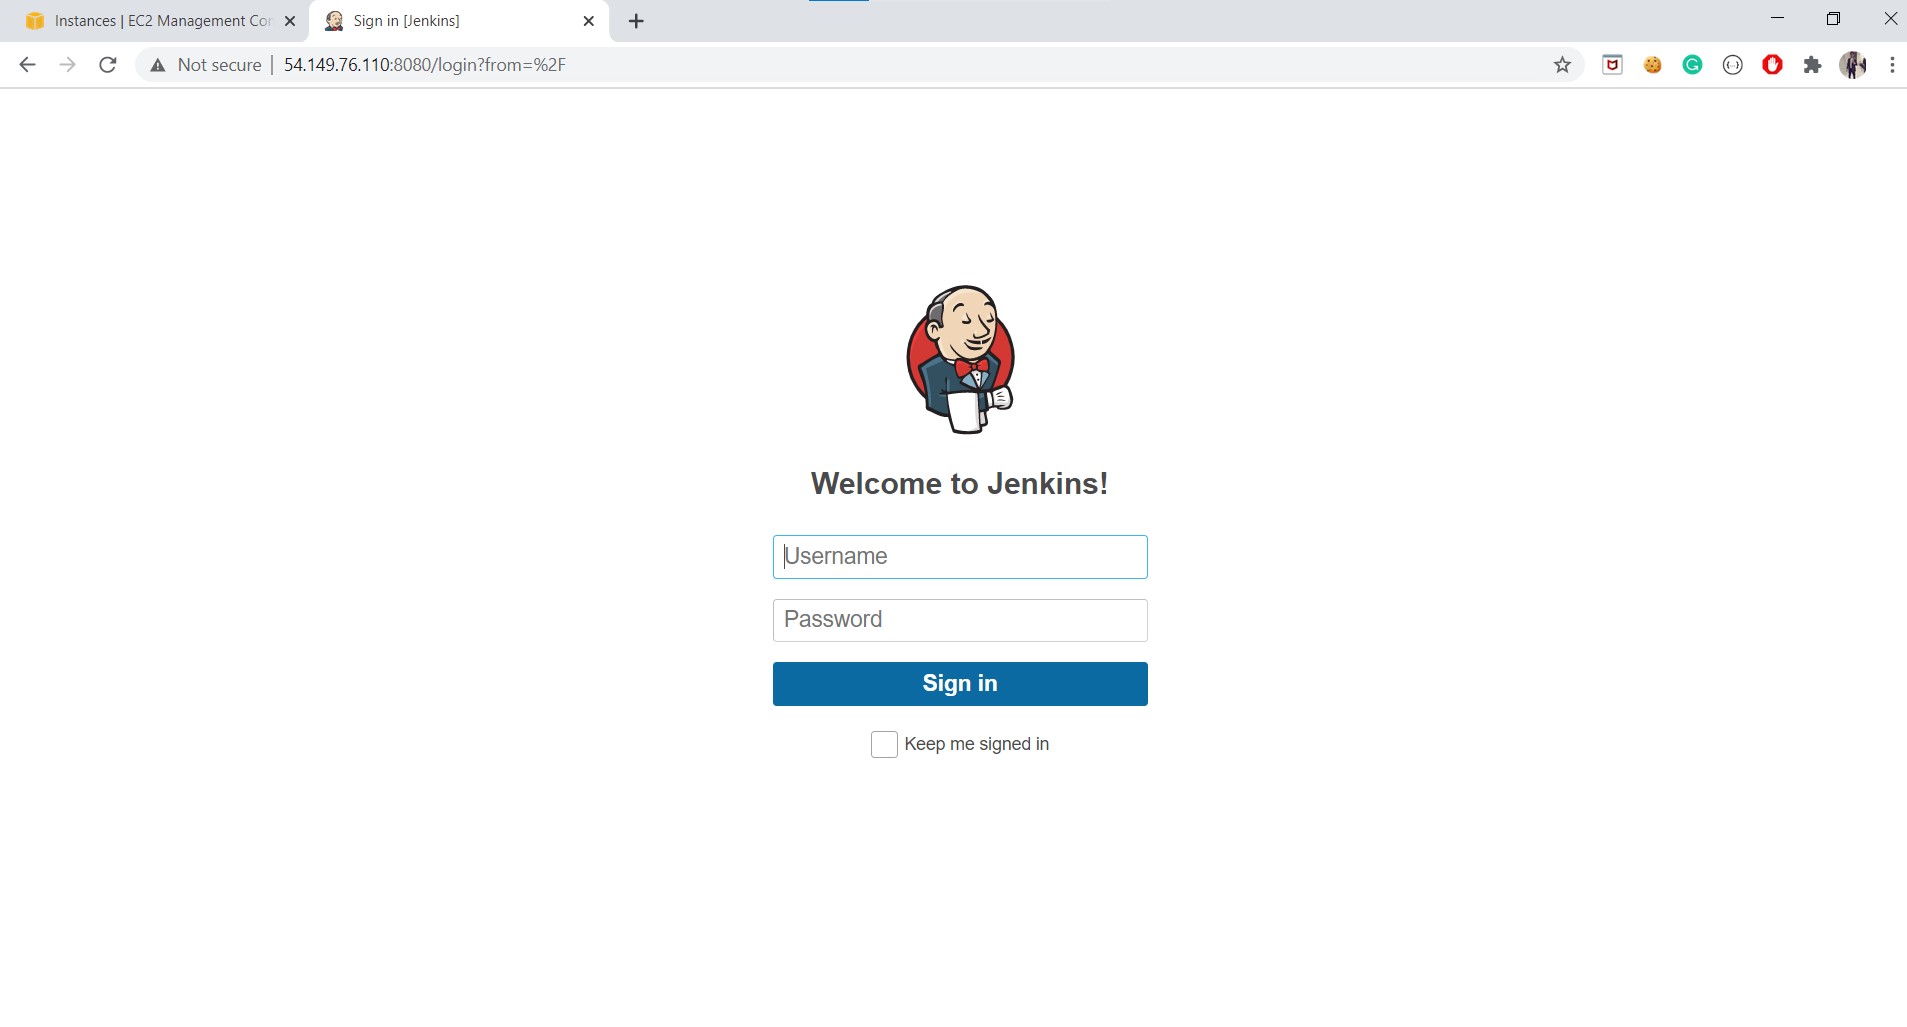 Instances | EC2 Management Con
Sign in [Jenkins]
Not secure
54.149.76.110:8080/login?from=%2F
Welcome to Jenkins!
Username
Password
Sign in
Keep me signed in